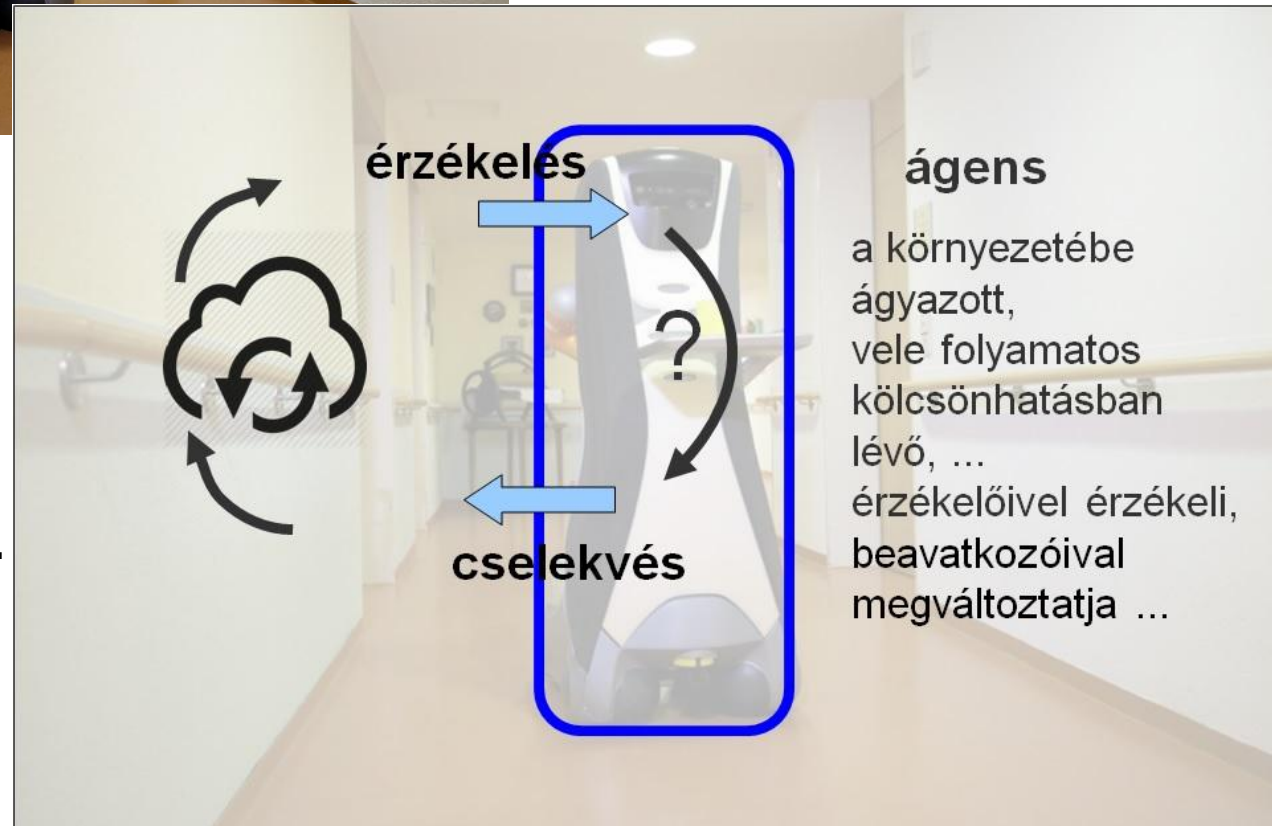 érzékelés
?
cselekvés
ágens
a környezetébe
ágyazott,
vele folyamatos
kölcsönhatásban
lévő, ...
érzékelőivel érzékeli,
beavatkozóival
megváltoztatja ...